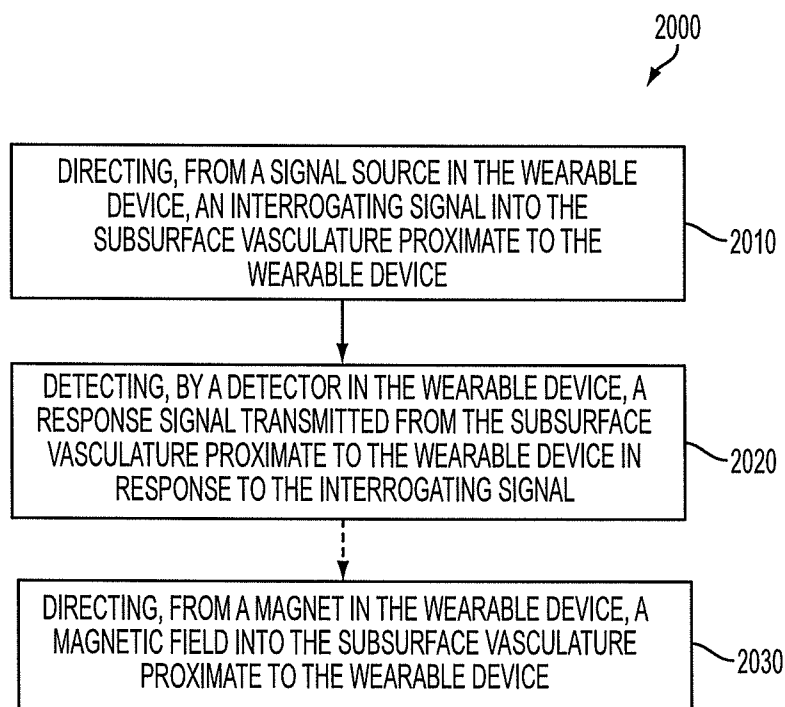 2000
DIRECTING, FROM A SIGNAL SOURCE IN THE WEARABLE
DEVICE, AN INTERROGATING SIGNAL INTO THE
SUBSURFACE VASCULATURE PROXIMATE TO THE
WEARABLE DEVICE
2010
DETECTING, BY A DETECTOR IN THE WEARABLE DEVICE, A
RESPONSE SIGNAL TRANSMITTED FROM THE SUBSURFACE
VASCULATURE PROXIMATE TO THE WEARABLE DEVICE IN
RESPONSE TO THE INTERROGATING SIGNAL
2020
DIRECTING, FROM A MAGNET IN THE WEARABLE DEVICE, A
MAGNETIC FIELD INTO THE SUBSURFACE VASCULATURE
PROXIMATE TO THE WEARABLE DEVICE
2030